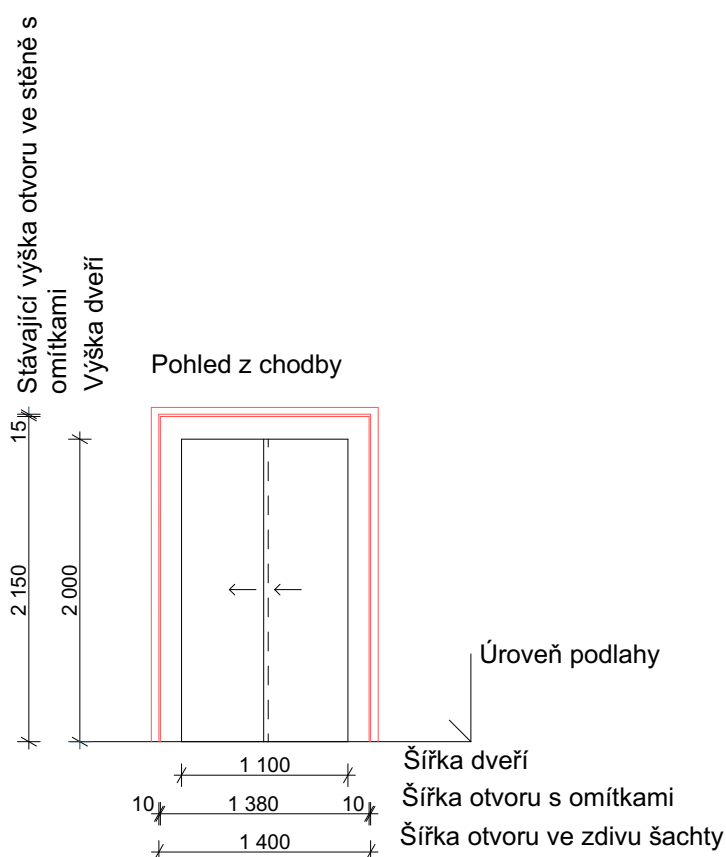 Stávající výška otvoru ve stěně s
omítkami
Výška dveří
Pohled z chodby
15
2 150
2 000
Úroveň podlahy
1 100
Šířka dveří
10
1 380
10
Šířka otvoru s omítkami
1 400
Šířka otvoru ve zdivu šachty